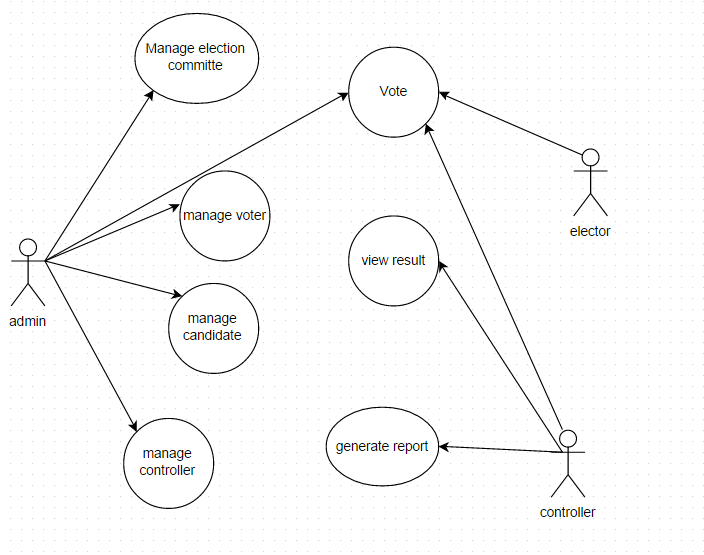 Manage election
committe
Vote
manage voter
elector
view result
admin
manage
candidate
generate report
manage
controller
controller